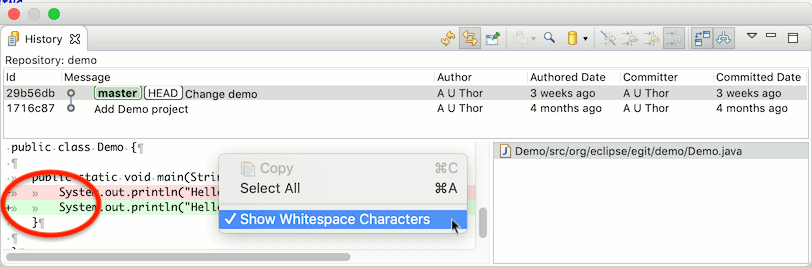 History
Repository: demo
Id Message Author Authored Date Committer Committed Date
29b56db master HEAD Change demo A U Thor 3 weeks ago A U Thor 3 weeks ago
1716c87 Add Demo project A U Thor 4 months ago A U Thor 4 months ago
public class Demo {¶
¶
» public static void main(Strin
-» » System.out.println("Hello
+» » System.out.println("Hello
» }¶
¶
Copy ⌘C
Select All ⌘A
✓ Show Whitespace Characters
Demo/src/org/eclipse/egit/demo/Demo.java